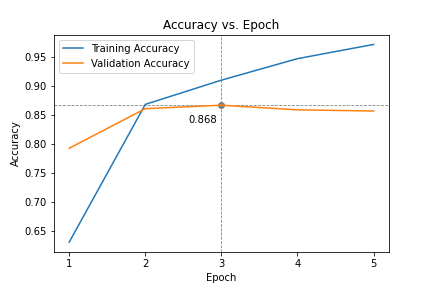 Accuracy vs. Epoch
Training Accuracy
Validation Accuracy
0.95
0.90
0.85
0.80
0.75
0.70
0.65
Accuracy
0.868
1 2 3 4 5
Epoch